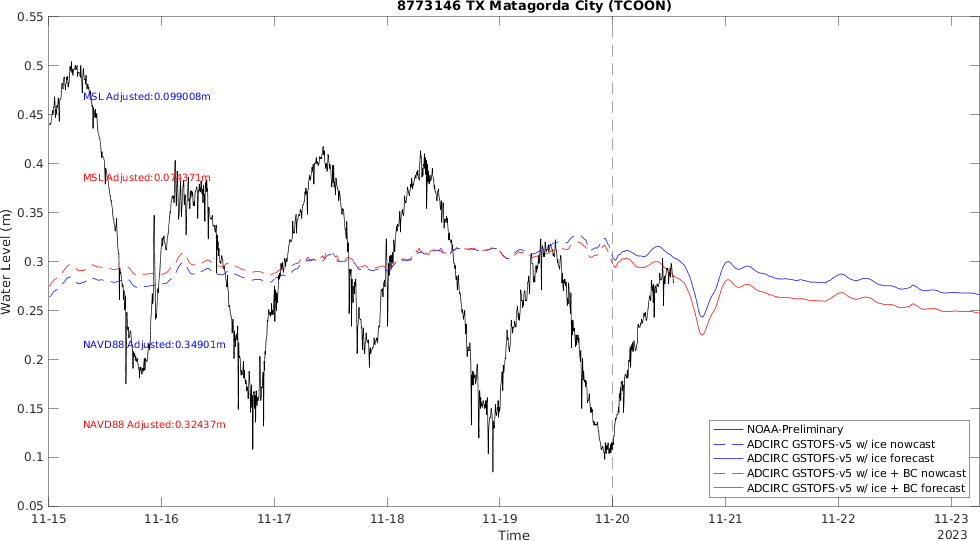 8773146 TX Matagorda City (TCOON)
0.55
0.5
0.45
0.4
0.35
0.3
0.25
0.2
0.15
0.1
0.05
Water Level (m)
MSL Adjusted:0.099008m
MSL Adjusted:0.074371m
NAVD88 Adjusted:0.34901m
NAVD88 Adjusted:0.32437m
NOAA-Preliminary
ADCIRC GSTOFS-v5 w/ ice nowcast
ADCIRC GSTOFS-v5 w/ ice forecast
ADCIRC GSTOFS-v5 w/ ice + BC nowcast
ADCIRC GSTOFS-v5 w/ ice + BC forecast
11-15 11-16 11-17 11-18 11-19 11-20 11-21 11-22 11-23
Time
2023